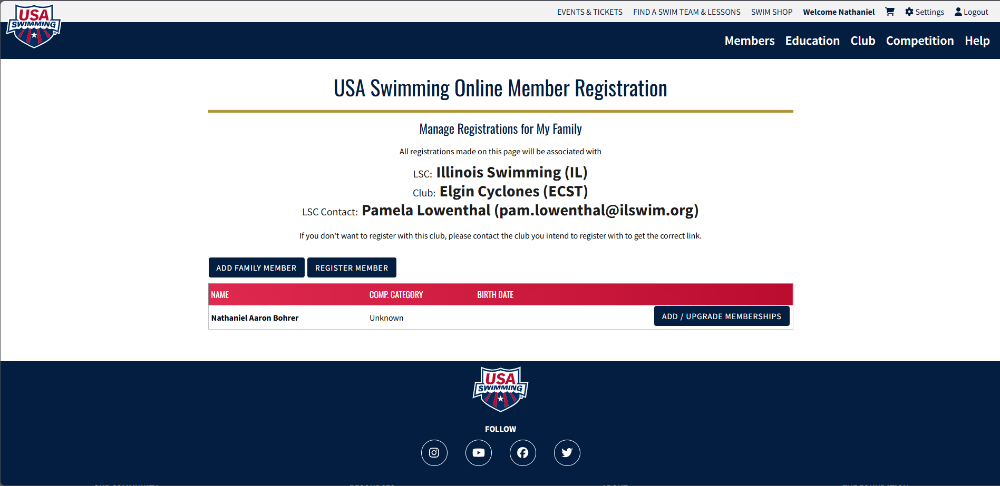 USA
SWIMMING
EVENTS & TICKETS FIND A SWIM TEAM & LESSONS SWIM SHOP Welcome Nathaniel Settings Logout
Members Education Club Competition Help
USA Swimming Online Member Registration
Manage Registrations for My Family
All registrations made on this page will be associated with
LSC: Illinois Swimming (IL)
Club: Elgin Cyclones (ECST)
LSC Contact: Pamela Lowenthal (pam.lowenthal@ilswim.org)
If you don't want to register with this club, please contact the club you intend to register with to get the correct link.
ADD FAMILY MEMBER REGISTER MEMBER
NAME COMP. CATEGORY BIRTH DATE
Nathaniel Aaron Bohrer Unknown ADD / UPGRADE MEMBERSHIPS
USA
SWIMMING
FOLLOW